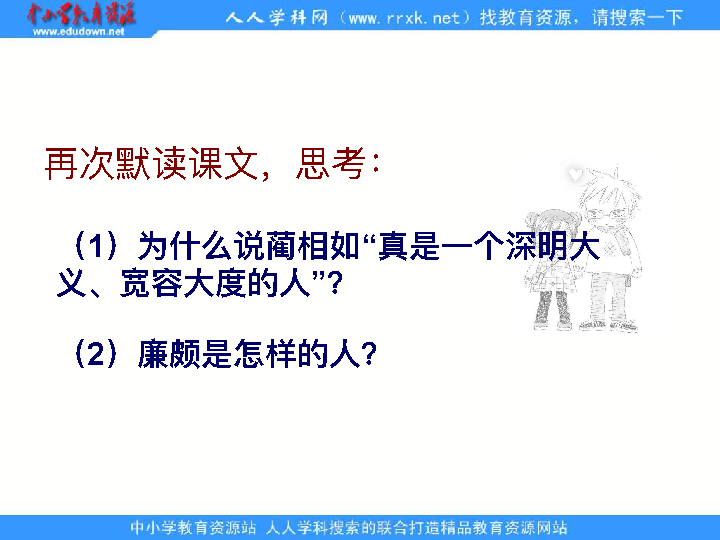 中小学教育资源
www.edudown.net
人人学科网（www.rrxk.net）找教育资源，请搜索一下
再次默读课文，思考：
（1）为什么说蔺相如“真是一个深明大
义、宽容大度的人”？
（2）廉颇是怎样的人？
中小学教育资源站 人人学科搜索的联合打造精品教育资源网站